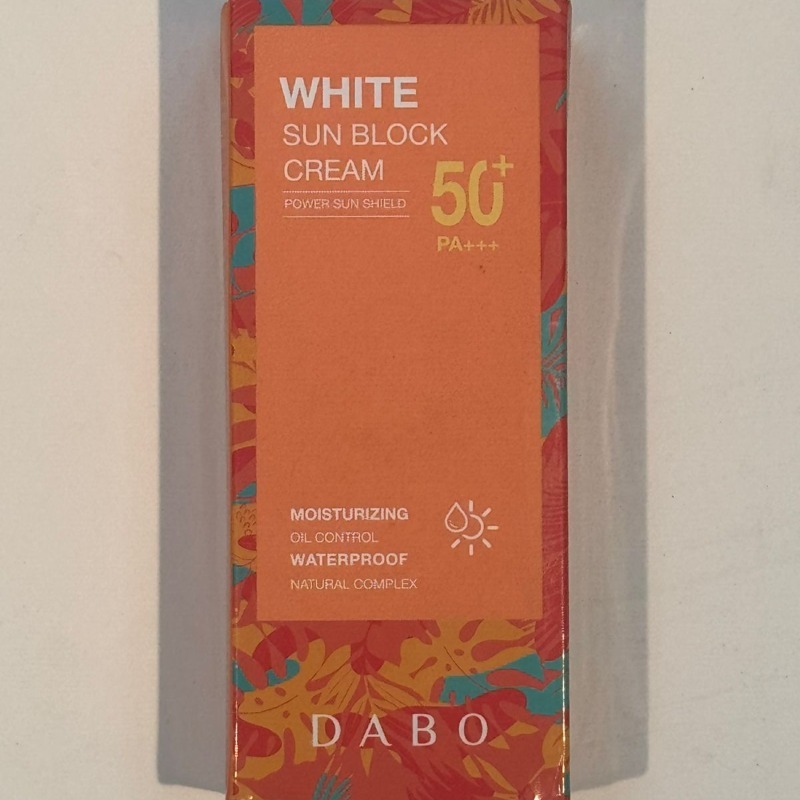 WHITE
SUN BLOCK
CREAM
50+
POWER SUN SHIELD
PA+++
MOISTURIZING
OIL CONTROL
WATERPROOF
NATURAL COMPLEX
DABO